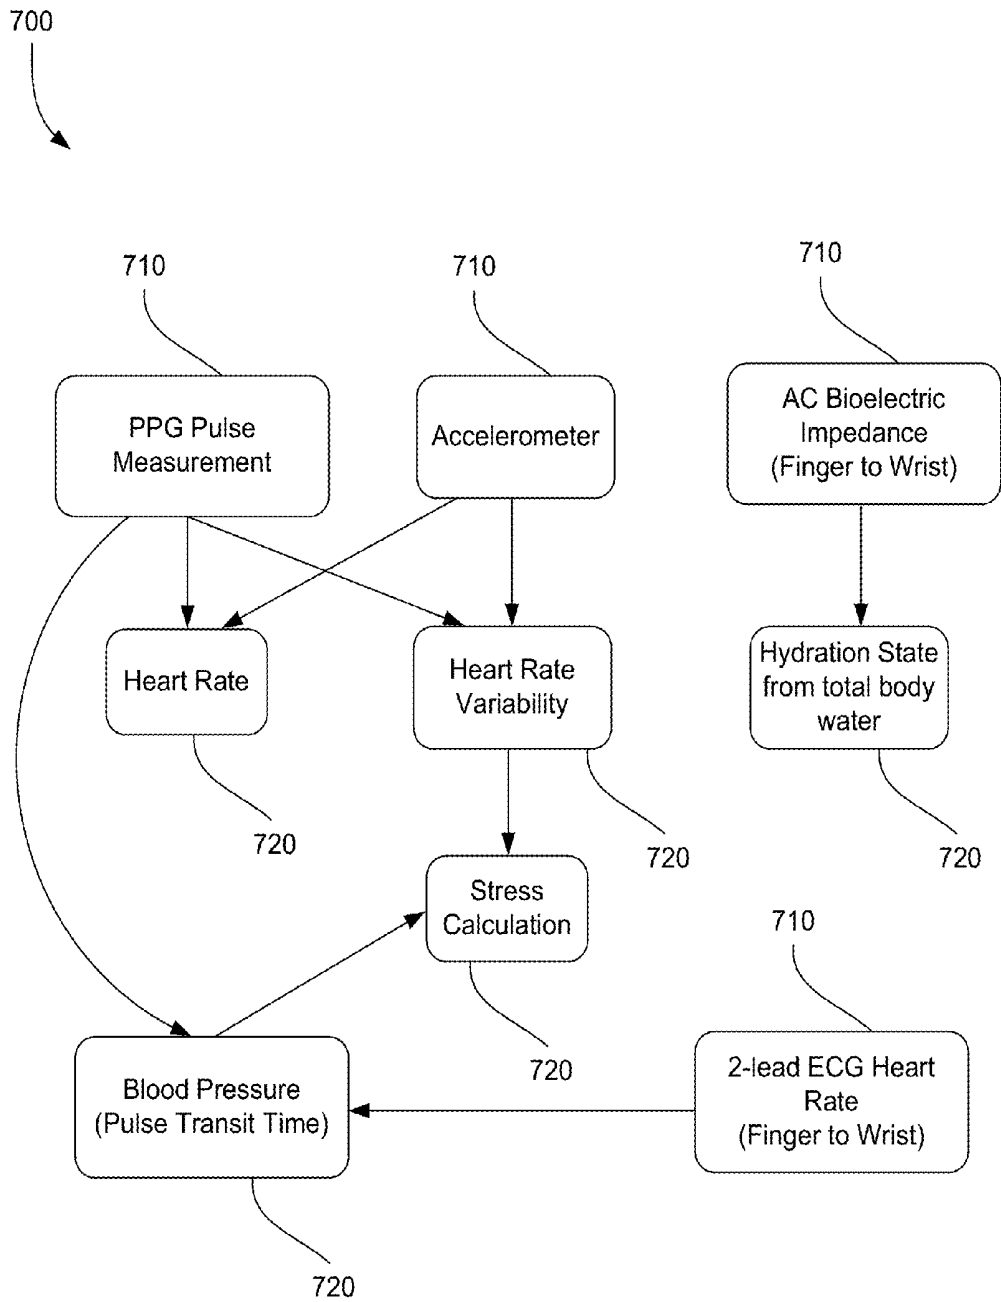 700
710
710
710
PPG Pulse
Measurement
Accelerometer
AC Bioelectric
Impedance
(Finger to Wrist)
Heart Rate
Heart Rate
Variability
Hydration State
from total body
water
720
720
720
Stress
Calculation
710
720
Blood Pressure
(Pulse Transit Time)
2-lead ECG Heart
Rate
(Finger to Wrist)
720